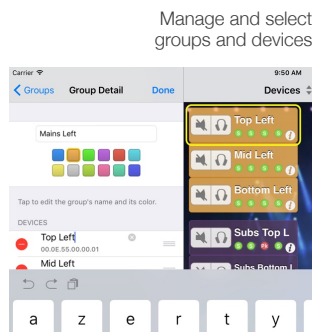 Manage and select
groups and devices
Carrier
9:50 AM
Groups
Group Detail
Done
Devices
Mains Left
Tap to edit the group's name and its color.
DEVICES
Top Left
00.0E.55.00.00.01
Mid Left
Top Left
Mid Left
Bottom Left
Subs Top L
Subs Bottom L
a z e r t y